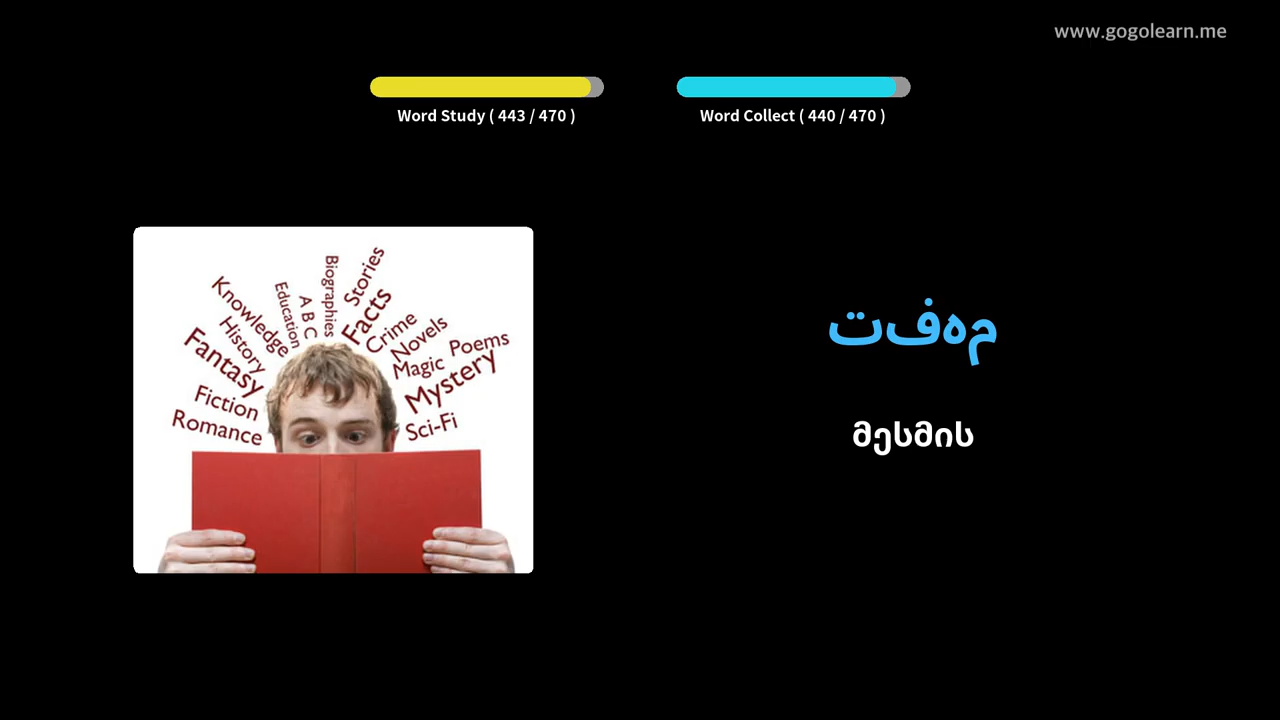 www.gogolearn.me
Word Study ( 443 / 470 )
Word Collect ( 440 / 470 )
Romance
Fiction
Fantasy
History
Knowledge
Education
A B C
Biographies
Stories
Facts
Crime
Novels
Magic
Poems
Mystery
Sci-Fi
تفهم
მესმის